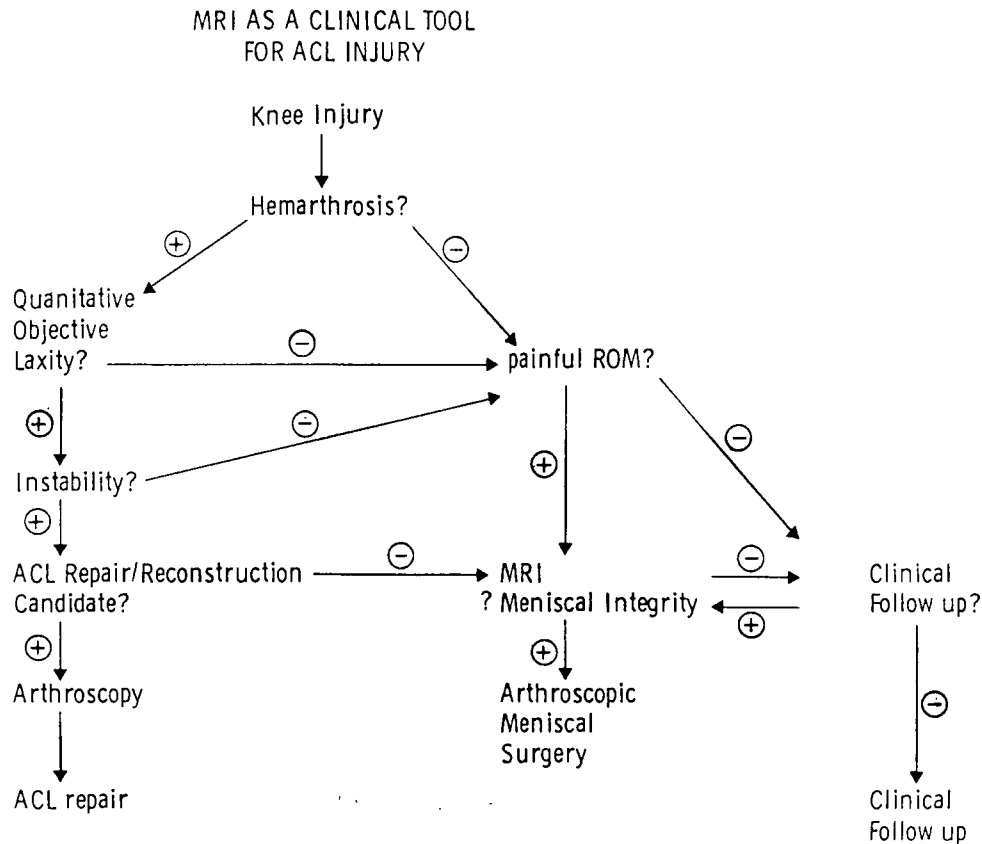 MRI AS A CLINICAL TOOL
FOR ACL INJURY
Knee Injury
Hemarthrosis?
+
−
Quanitative
Objective
Laxity?
−
painful ROM?
+
−
−
+
Instability?
+
ACL Repair/Reconstruction
Candidate?
−
MRI
? Meniscal Integrity
−
+
Clinical
Follow up?
+
+
−
Arthroscopy
Arthroscopic
Meniscal
Surgery
ACL repair
Clinical
Follow up